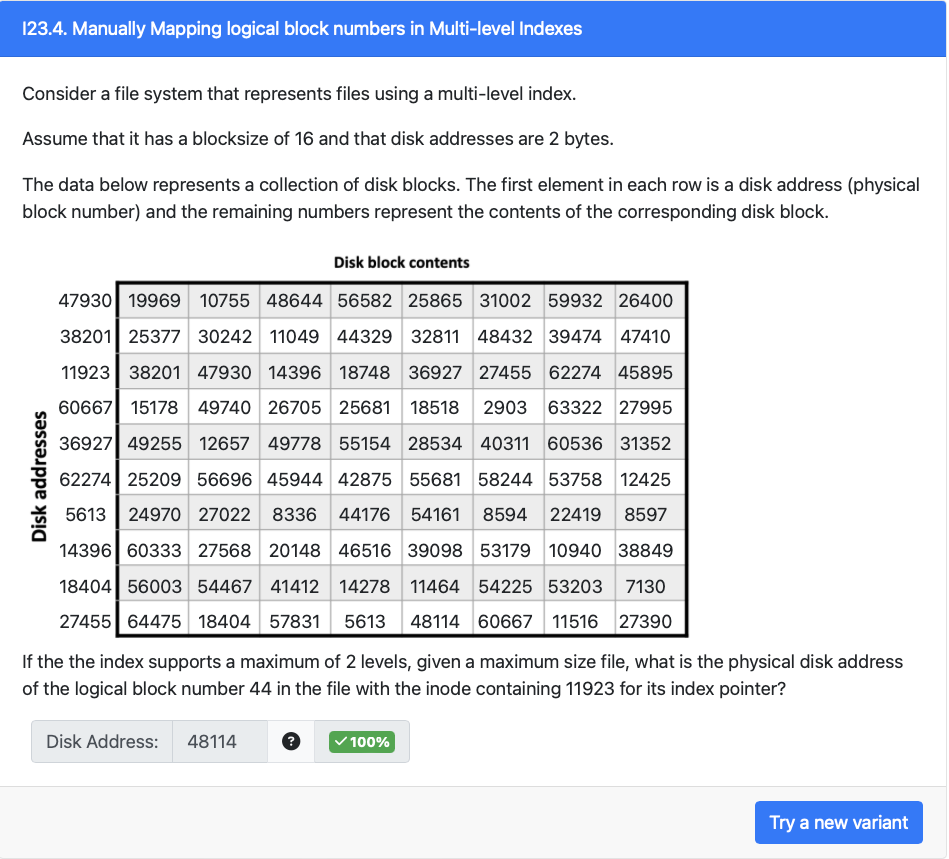 I23.4. Manually Mapping logical block numbers in Multi-level Indexes
Consider a file system that represents files using a multi-level index.
Assume that it has a blocksize of 16 and that disk addresses are 2 bytes.
The data below represents a collection of disk blocks. The first element in each row is a disk address (physical
block number) and the remaining numbers represent the contents of the corresponding disk block.
Disk block contents
Disk addresses
47930 19969 10755 48644 56582 25865 31002 59932 26400
38201 25377 30242 11049 44329 32811 48432 39474 47410
11923 38201 47930 14396 18748 36927 27455 62274 45895
60667 15178 49740 26705 25681 18518 2903 63322 27995
36927 49255 12657 49778 55154 28534 40311 60536 31352
62274 25209 56696 45944 42875 55681 58244 53758 12425
5613 24970 27022 8336 44176 54161 8594 22419 8597
14396 60333 27568 20148 46516 39098 53179 10940 38849
18404 56003 54467 41412 14278 11464 54225 53203 7130
27455 64475 18404 57831 5613 48114 60667 11516 27390
If the the index supports a maximum of 2 levels, given a maximum size file, what is the physical disk address
of the logical block number 44 in the file with the inode containing 11923 for its index pointer?
Disk Address: 48114 ? ✓100%
Try a new variant